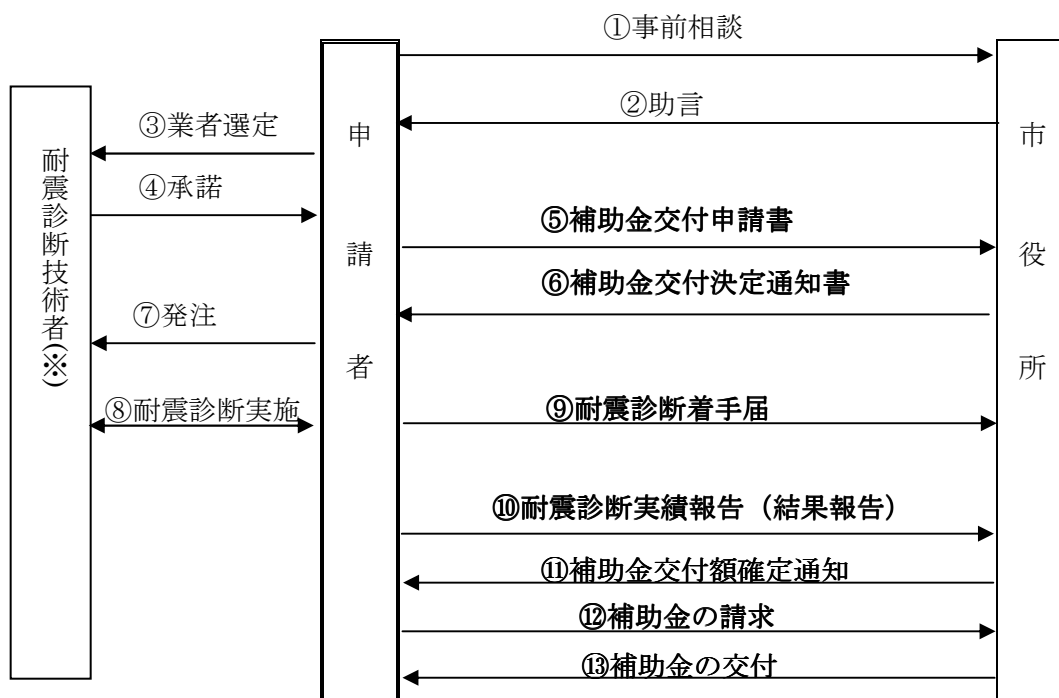 ①事前相談
②助言
③業者選定
④承諾
⑤補助金交付申請書
⑥補助金交付決定通知書
⑦発注
⑧耐震診断実施
⑨耐震診断着手届
⑩耐震診断実績報告（結果報告）
⑪補助金交付額確定通知
⑫補助金の請求
⑬補助金の交付
耐震診断技術者(※)
申請者
市役所